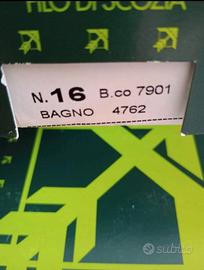 FILO DI SCOZIA
N.16 B.co 7901
BAGNO 4762
subito